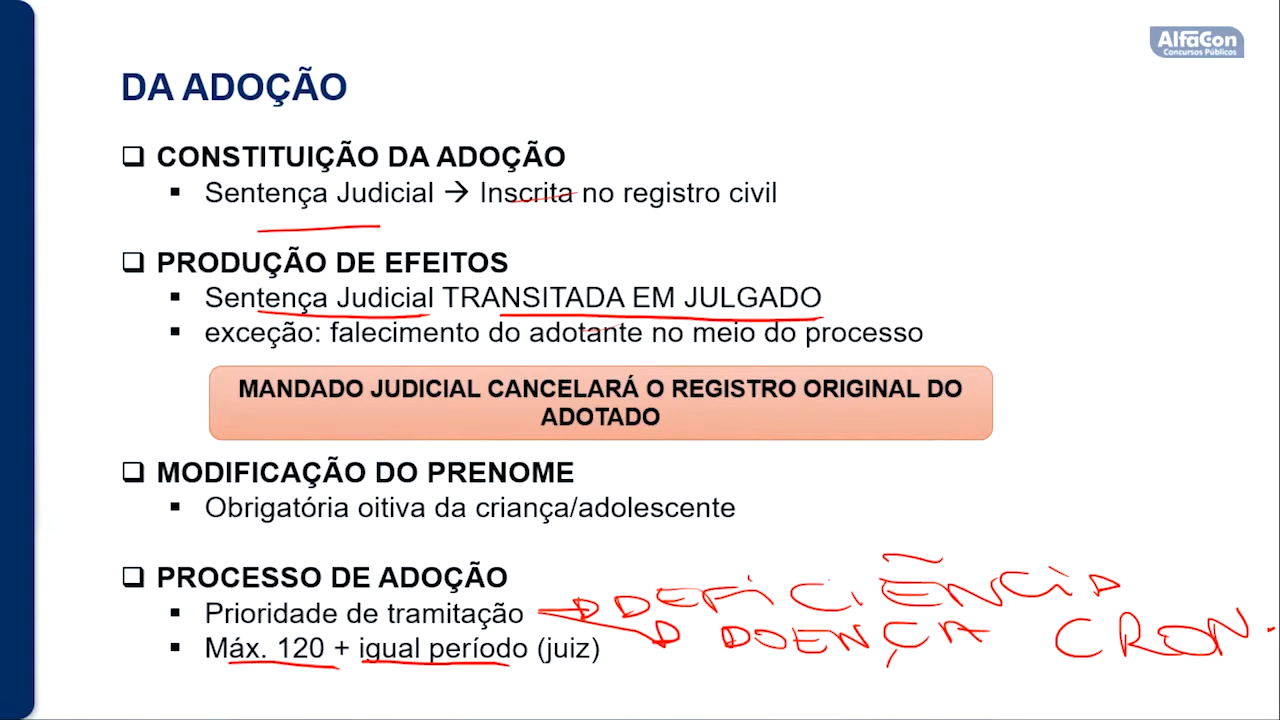 AlfaCon
Concursos Públicos
DA ADOÇÃO
❑ CONSTITUIÇÃO DA ADOÇÃO
▪ Sentença Judicial → Inscrita no registro civil
❑ PRODUÇÃO DE EFEITOS
▪ Sentença Judicial TRANSITADA EM JULGADO
▪ exceção: falecimento do adotante no meio do processo
MANDADO JUDICIAL CANCELARÁ O REGISTRO ORIGINAL DO
ADOTADO
❑ MODIFICAÇÃO DO PRENOME
▪ Obrigatória oitiva da criança/adolescente
❑ PROCESSO DE ADOÇÃO
▪ Prioridade de tramitação
DEFICIÊNCIA
DOENÇA CRON.
▪ Máx. 120 + igual período (juiz)